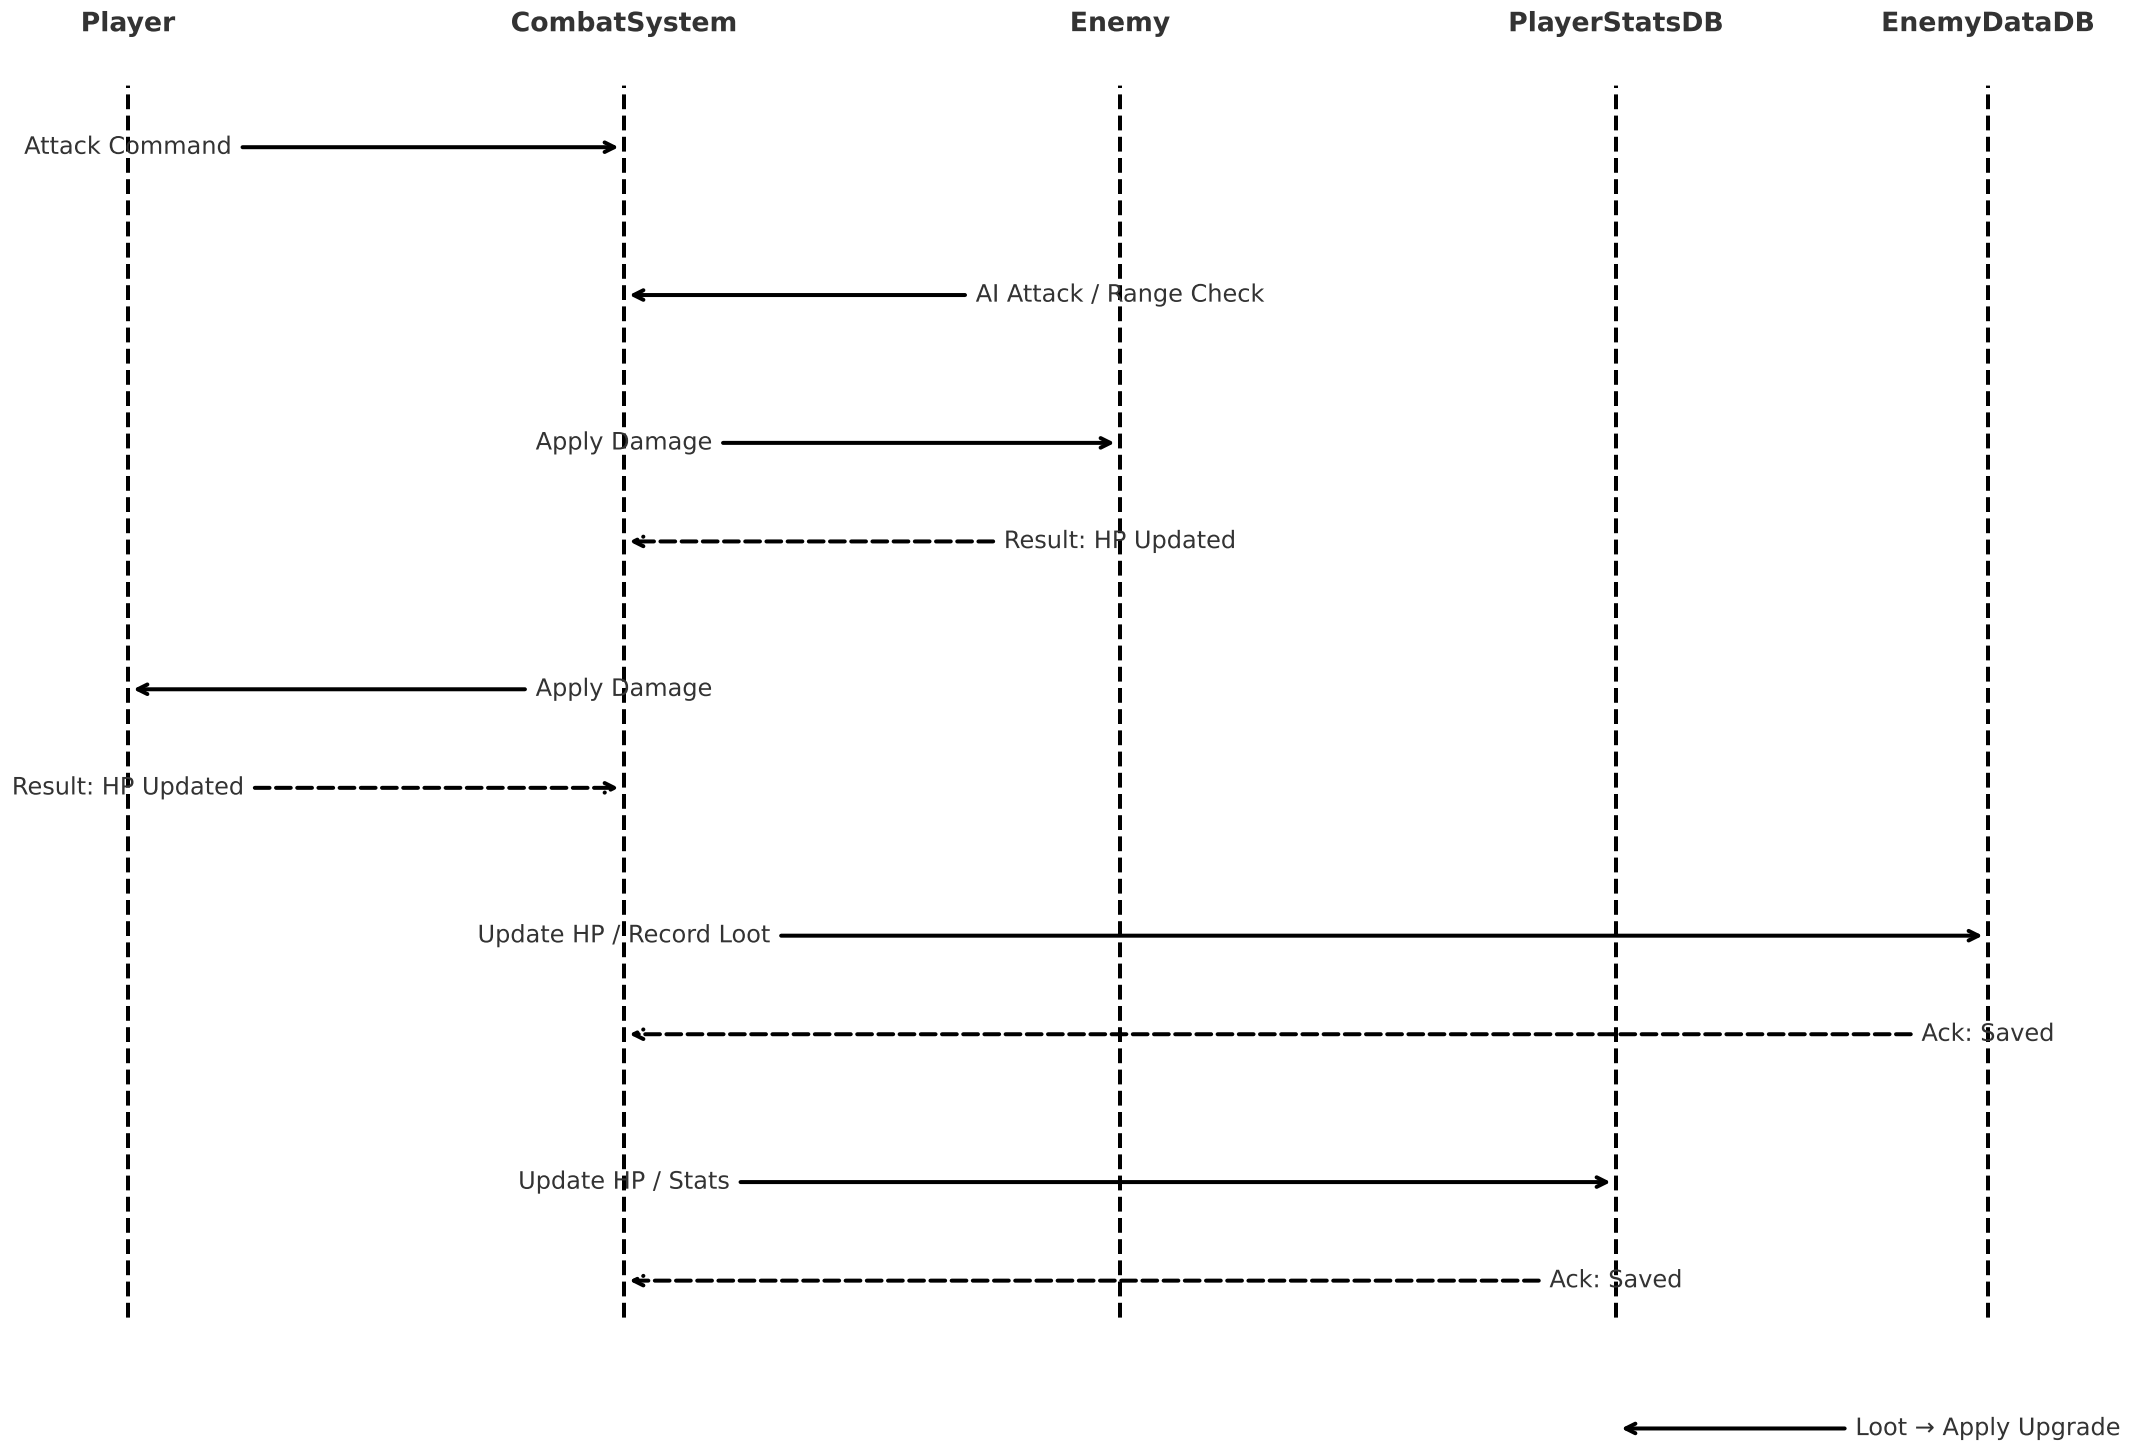 Player
CombatSystem
Enemy
PlayerStatsDB
EnemyDataDB
Attack Command
AI Attack / Range Check
Apply Damage
Result: HP Updated
Apply Damage
Result: HP Updated
Update HP / Record Loot
Ack: Saved
Update HP / Stats
Ack: Saved
Loot → Apply Upgrade